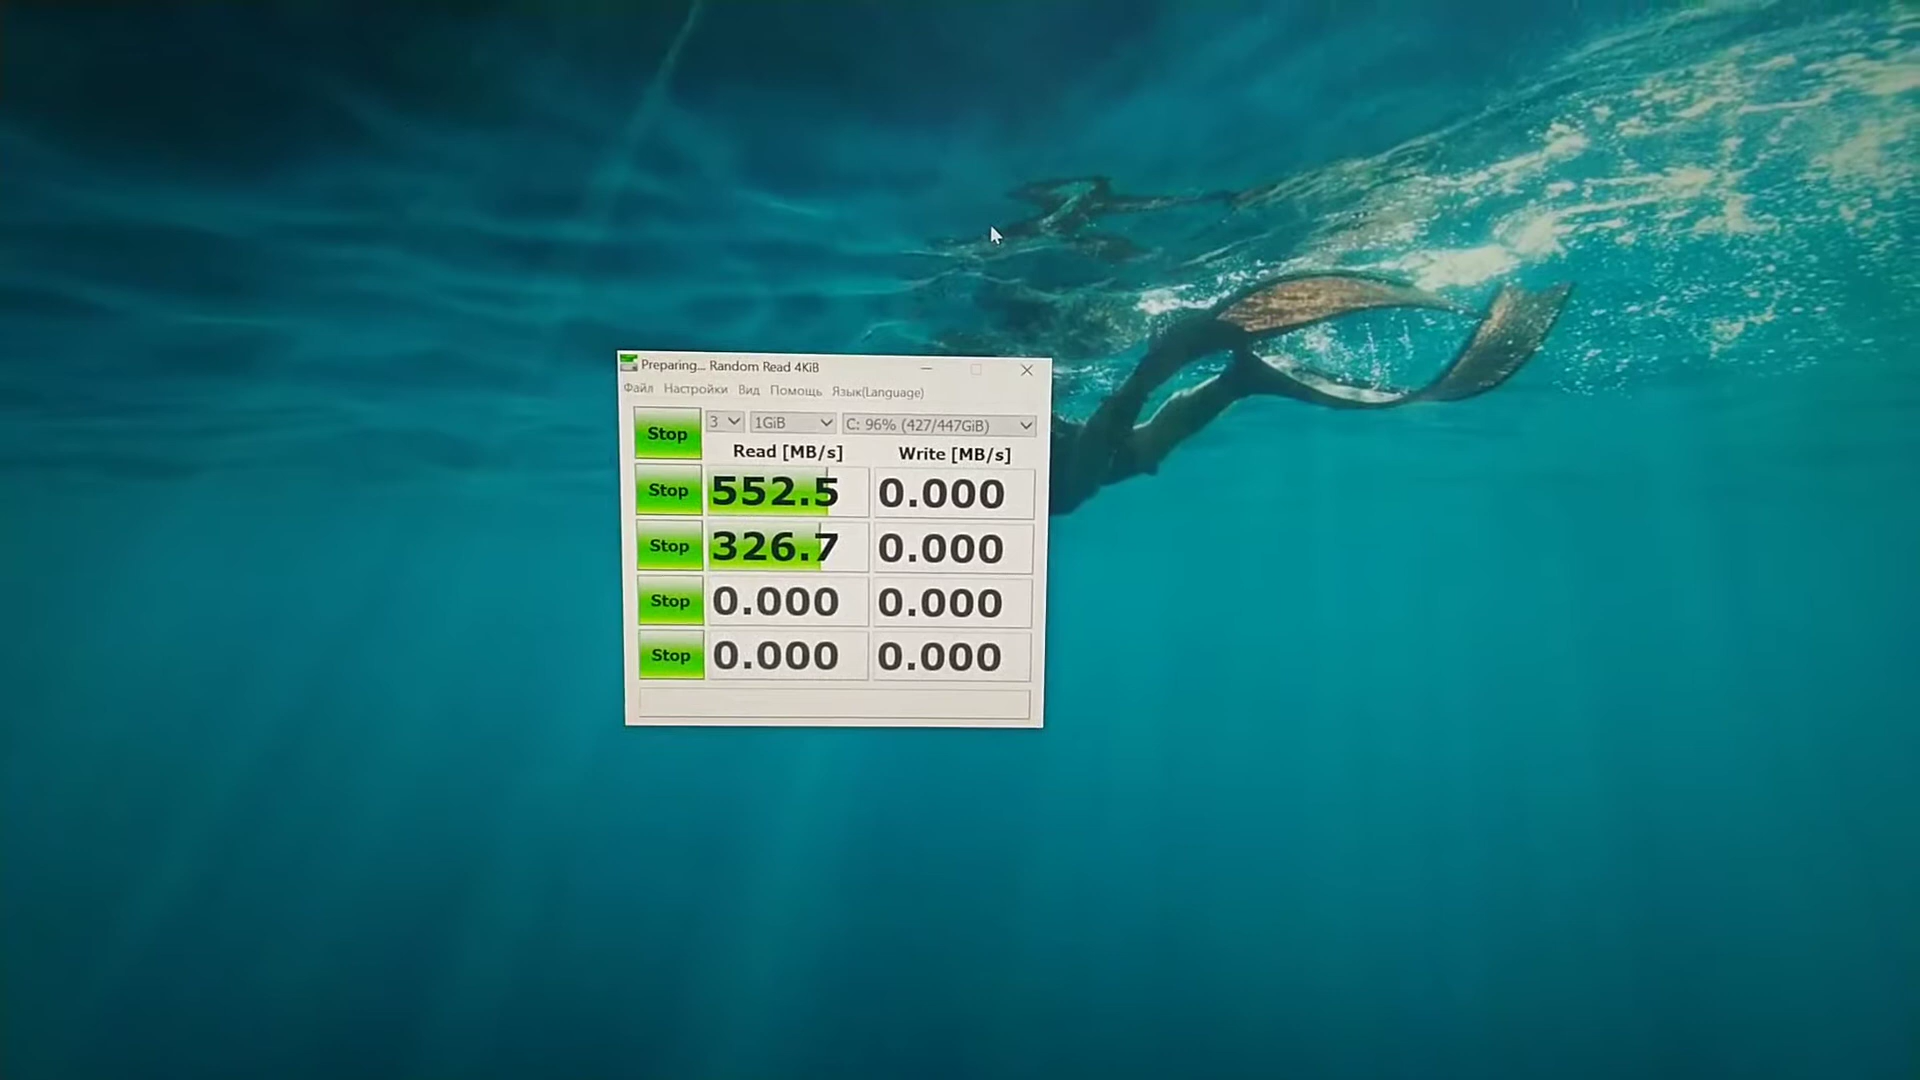 Preparing... Random Read 4KiB
Файл Настройки Вид Помощь Язык(Language)
Stop 3 1GiB C: 96% (427/447GiB)
Read [MB/s] Write [MB/s]
Stop 552.5 0.000
Stop 326.7 0.000
Stop 0.000 0.000
Stop 0.000 0.000